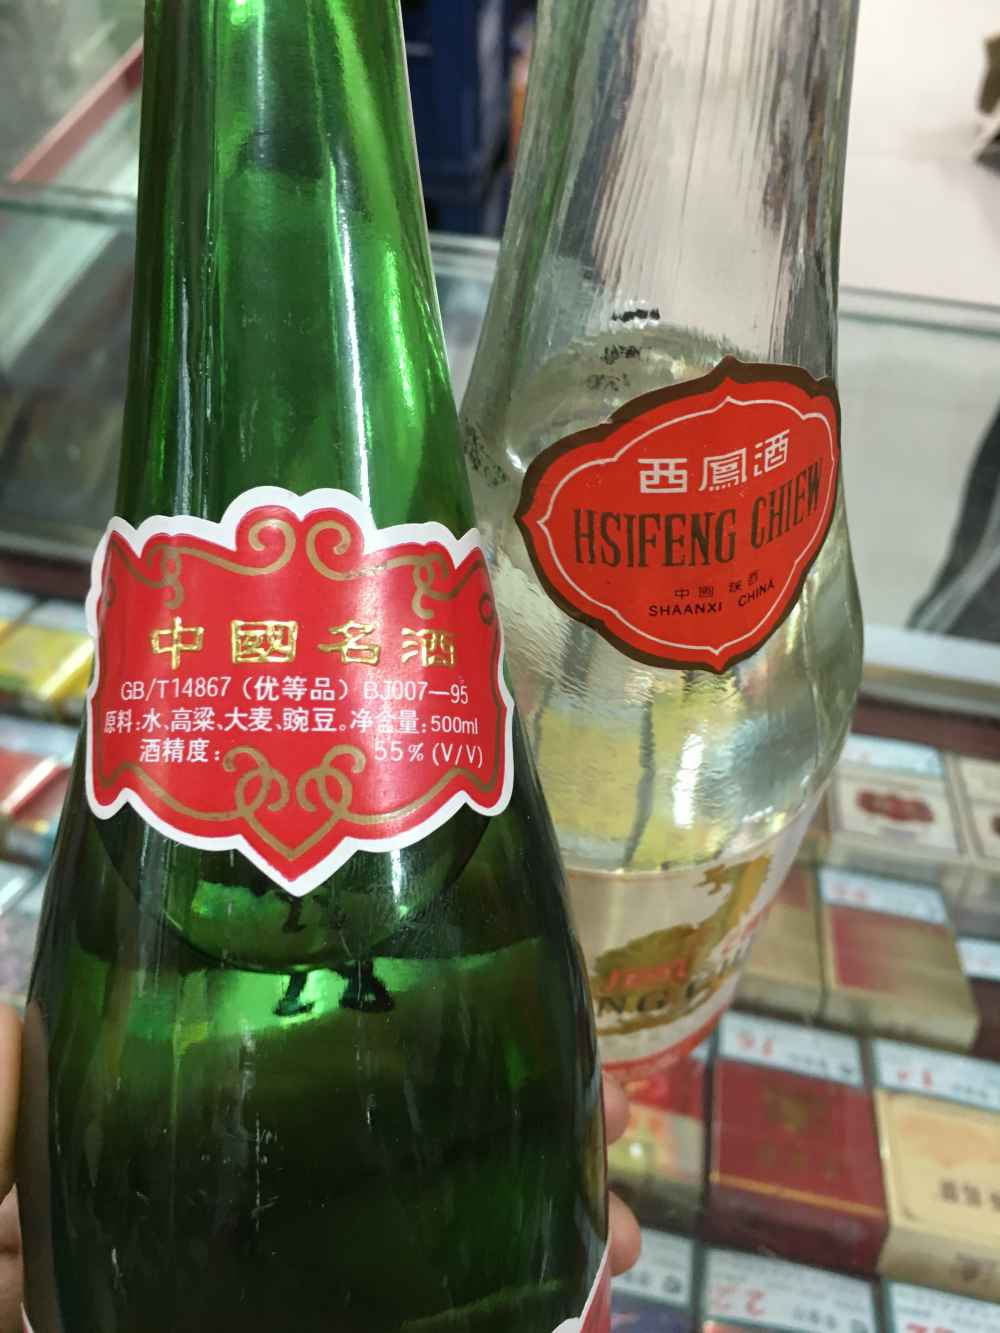 中國名酒
GB/T14867（优等品）BJ007—95
原料：水、高粱、大麦、豌豆。净含量：500ml
酒精度： 55％ (V/V)
西鳳酒
HSIFENG CHIEW
中國 陕西
SHAANXI CHINA